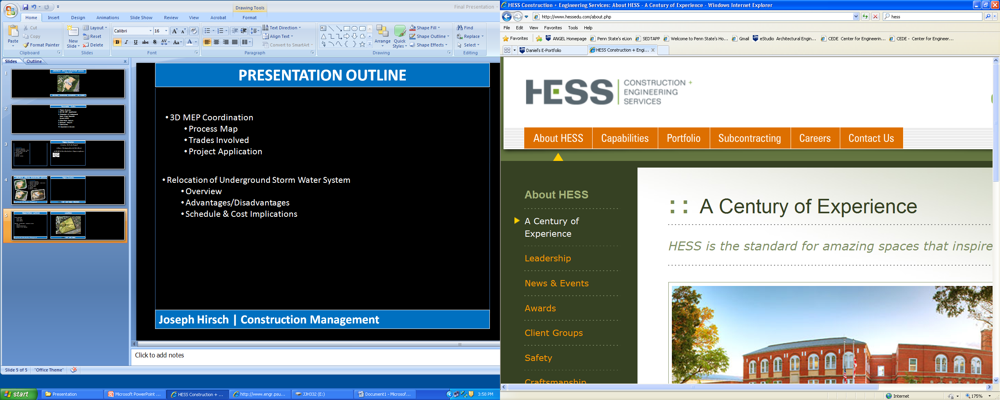 Drawing Tools
Final Presentation -
Home
Insert
Design
Animations
Slide Show
Review
View
Acrobat
Format
Paste
Cut
Copy
Format Painter
Clipboard
New
Slide
Layout
Reset
Delete
Slides
Calibri
16
Font
Text Direction
Align Text
Convert to SmartArt
Paragraph
Arrange
Quick
Styles
Shape Fill
Shape Outline
Shape Effects
Drawing
Find
Replace
Select
Editing
Slides
Outline
1
2
3
4
5
PRESENTATION OUTLINE
• 3D MEP Coordination
• Process Map
• Trades Involved
• Project Application
• Relocation of Underground Storm Water System
• Overview
• Advantages/Disadvantages
• Schedule & Cost Implications
Joseph Hirsch | Construction Management
Click to add notes
Slide 5 of 5
"Office Theme"
start
Presentation
Microsoft PowerPoint ...
HESS Construction + ...
http://www.engr.psu...
JJH332 (E:)
Document1 - Microsof...
3:58 PM
HESS Construction + Engineering Services: About HESS - A Century of Experience - Windows Internet Explorer
http://www.hessedu.com/about.php
hess
File
Edit
View
Favorites
Tools
Help
Favorites
ANGEL Homepage
Penn State's eLion
SEDTAPP
Welcome to Penn State's Ho...
Gmail
eStudio Architectural Engin...
CEDE Center for Engineerin...
CEDE - Center for Engineer...
Daniel's E-Portfolio
HESS Construction + Engi...
HESS
CONSTRUCTION +
ENGINEERING
SERVICES
About HESS
Capabilities
Portfolio
Subcontracting
Careers
Contact Us
About HESS
A Century of
Experience
Leadership
News & Events
Awards
Client Groups
Safety
Craftsmanship
:: A Century of Experience
HESS is the standard for amazing spaces that inspire
Internet
175%